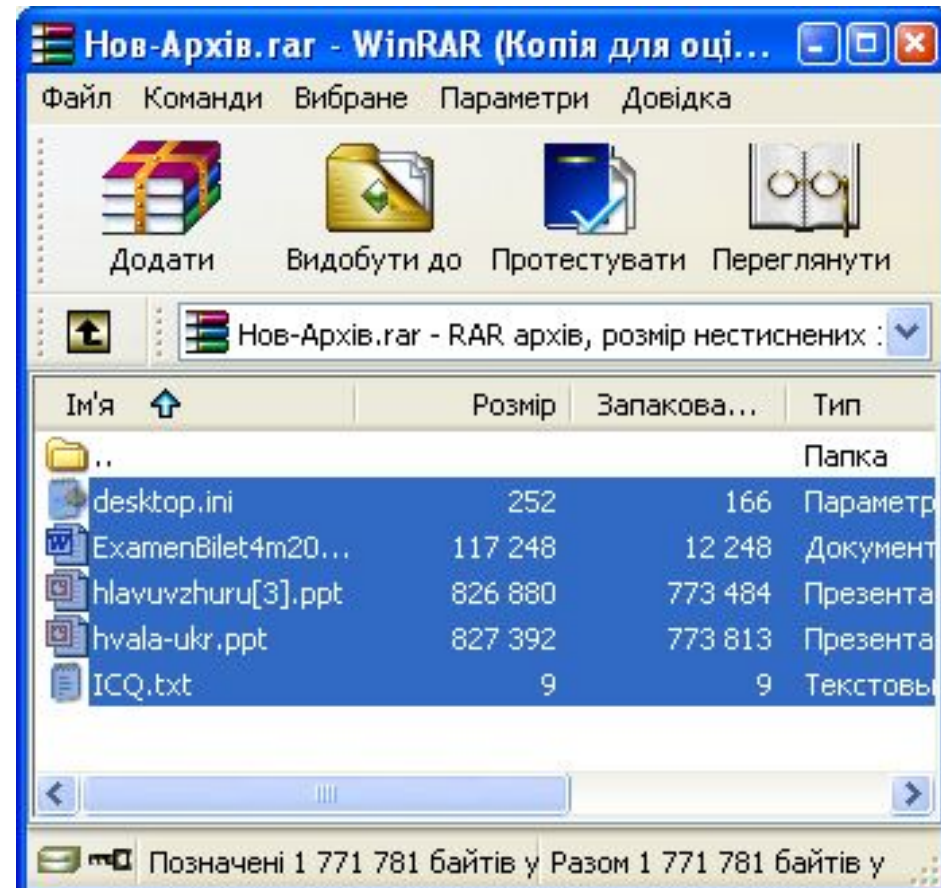 Нов-Архів.rar - WinRAR (Копія для оці...
Файл Команди Вибране Параметри Довідка
Додати Видобути до Протестувати Переглянути
Нов-Архів.rar - RAR архів, розмір нестиснених
Ім'я Розмір Запакова... Тип
.. Папка
desktop.ini 252 166 Параметр
ExamenBilet4m20... 117 248 12 248 Документ
hlavuvzhuru[3].ppt 826 880 773 484 Презента
hvala-ukr.ppt 827 392 773 813 Презента
ICQ.txt 9 9 Текстовы
Позначені 1 771 781 байтів у Разом 1 771 781 байтів у